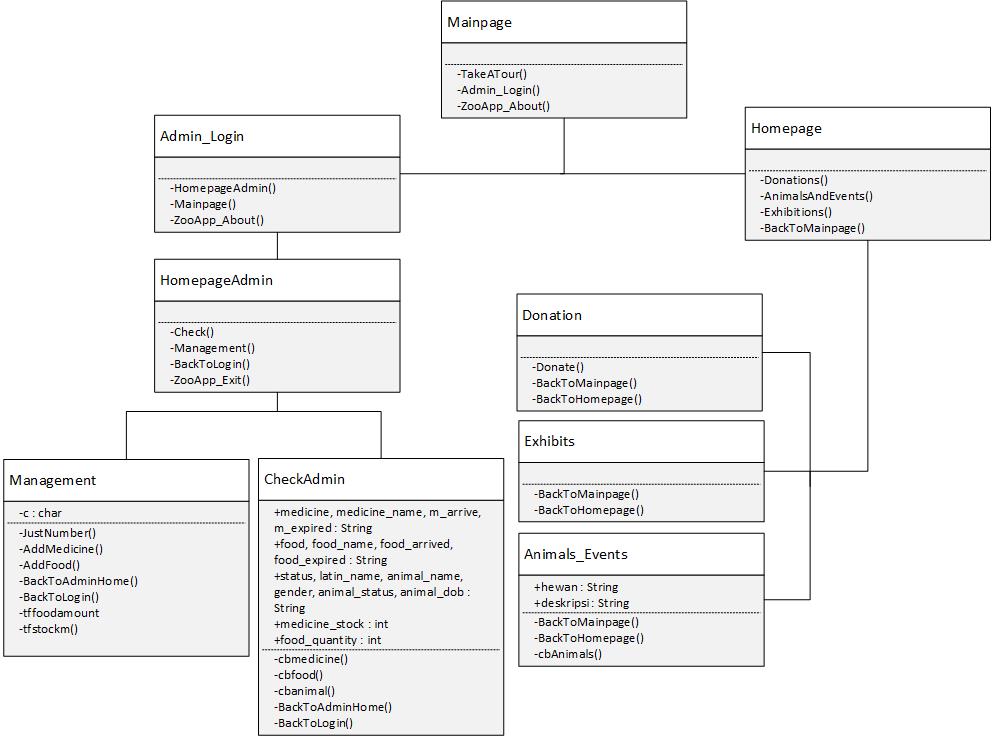 Mainpage
-TakeATour()
-Admin_Login()
-ZooApp_About()
Admin_Login
-HomepageAdmin()
-Mainpage()
-ZooApp_About()
Homepage
-Donations()
-AnimalsAndEvents()
-Exhibitions()
-BackToMainpage()
HomepageAdmin
-Check()
-Management()
-BackToLogin()
-ZooApp_Exit()
Donation
-Donate()
-BackToMainpage()
-BackToHomepage()
Exhibits
-BackToMainpage()
-BackToHomepage()
Management
-c : char
-JustNumber()
-AddMedicine()
-AddFood()
-BackToAdminHome()
-BackToLogin()
-tffoodamount
-tfstockm()
CheckAdmin
+medicine, medicine_name, m_arrive,
m_expired : String
+food, food_name, food_arrived,
food_expired : String
+status, latin_name, animal_name,
gender, animal_status, animal_dob :
String
+medicine_stock : int
+food_quantity : int
-cbmedicine()
-cbfood()
-cbanimal()
-BackToAdminHome()
-BackToLogin()
Animals_Events
+hewan : String
+deskripsi : String
-BackToMainpage()
-BackToHomepage()
-cbAnimals()